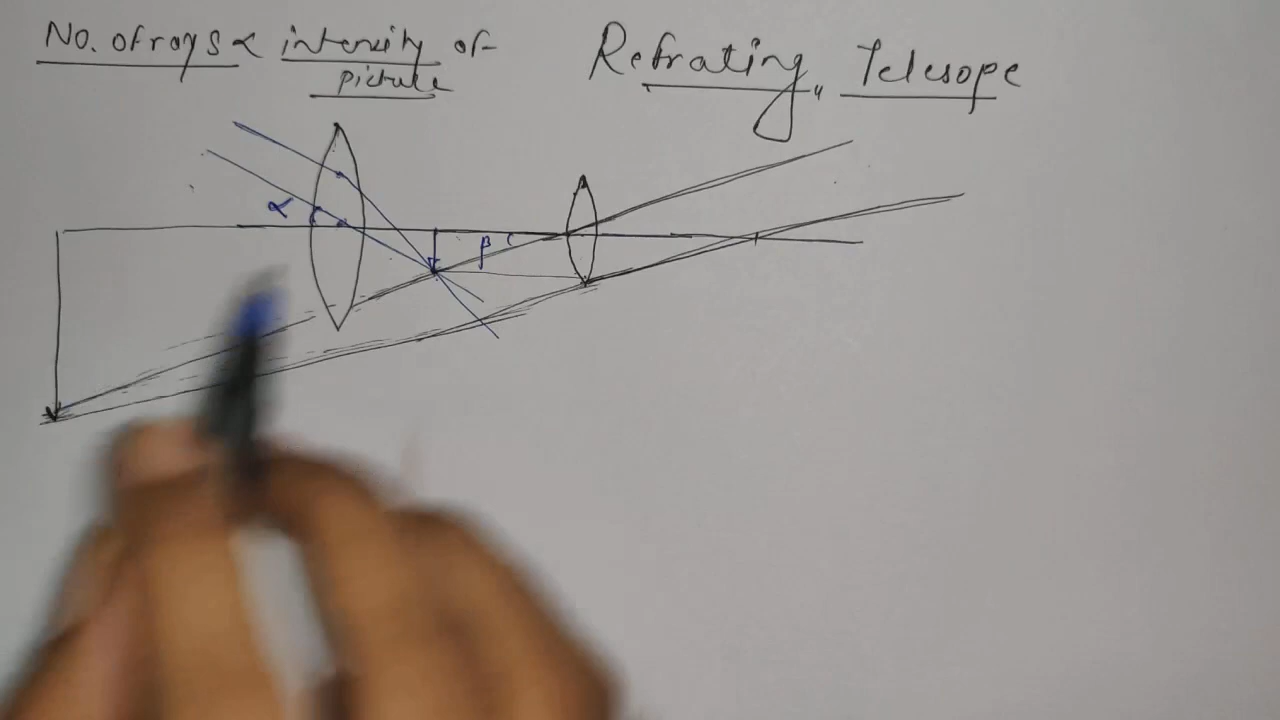 No. of rays ∝ intensity of
picture
Refrating Telesope
α
β